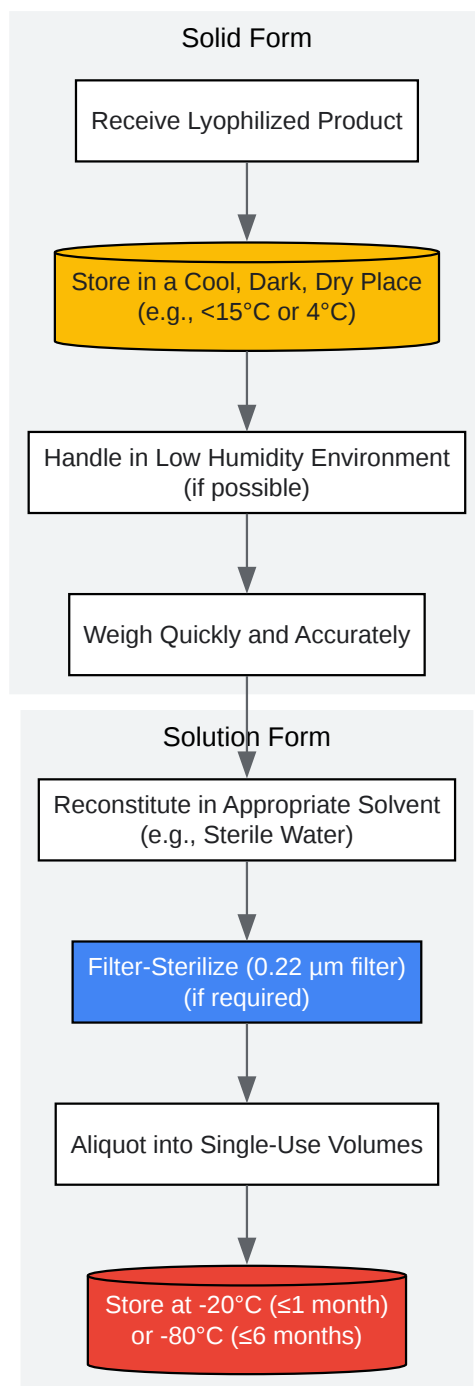 Solid Form
Receive Lyophilized Product
Store in a Cool, Dark, Dry Place
(e.g., <15°C or 4°C)
Handle in Low Humidity Environment
(if possible)
Weigh Quickly and Accurately
Solution Form
Reconstitute in Appropriate Solvent
(e.g., Sterile Water)
Filter-Sterilize (0.22 µm filter)
(if required)
Aliquot into Single-Use Volumes
Store at -20°C (≤1 month)
or -80°C (≤6 months)